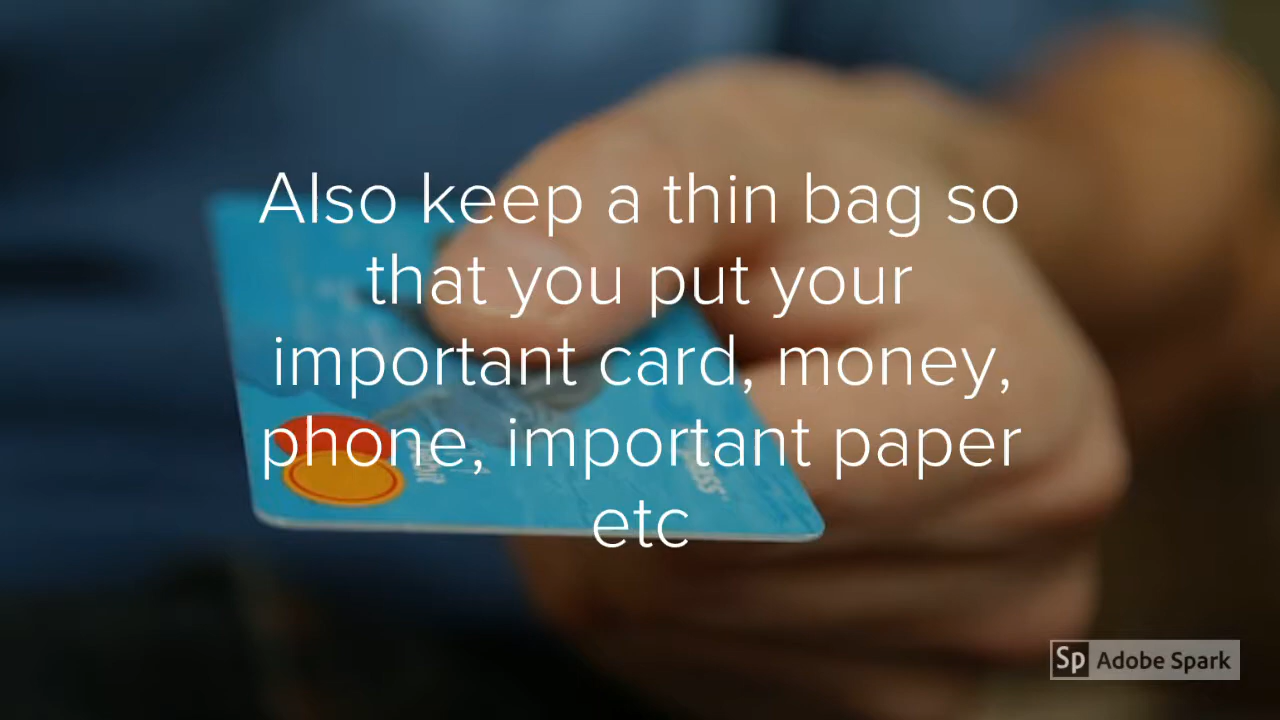 Also keep a thin bag so
that you put your
important card, money,
phone, important paper
etc
Sp Adobe Spark